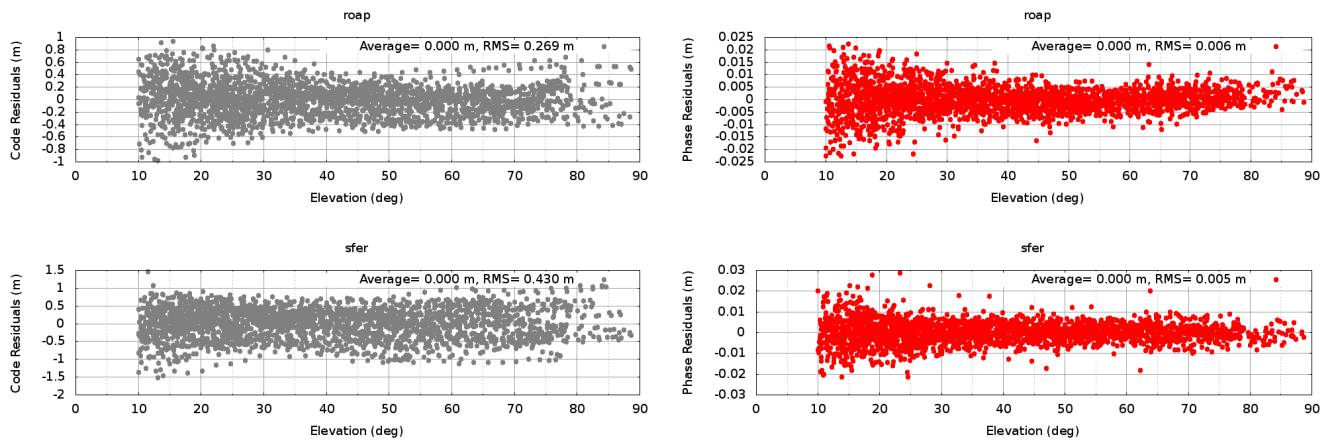 roap
Code Residuals (m)
1
0.8
0.6
0.4
0.2
0
-0.2
-0.4
-0.6
-0.8
-1
Average= 0.000 m, RMS= 0.269 m
0 10 20 30 40 50 60 70 80 90
Elevation (deg)
roap
Phase Residuals (m)
0.025
0.02
0.015
0.01
0.005
0
-0.005
-0.01
-0.015
-0.02
-0.025
Average= 0.000 m, RMS= 0.006 m
0 10 20 30 40 50 60 70 80 90
Elevation (deg)
sfer
Code Residuals (m)
1.5
1
0.5
0
-0.5
-1
-1.5
-2
Average= 0.000 m, RMS= 0.430 m
0 10 20 30 40 50 60 70 80 90
Elevation (deg)
sfer
Phase Residuals (m)
0.03
0.02
0.01
0
-0.01
-0.02
-0.03
Average= 0.000 m, RMS= 0.005 m
0 10 20 30 40 50 60 70 80 90
Elevation (deg)